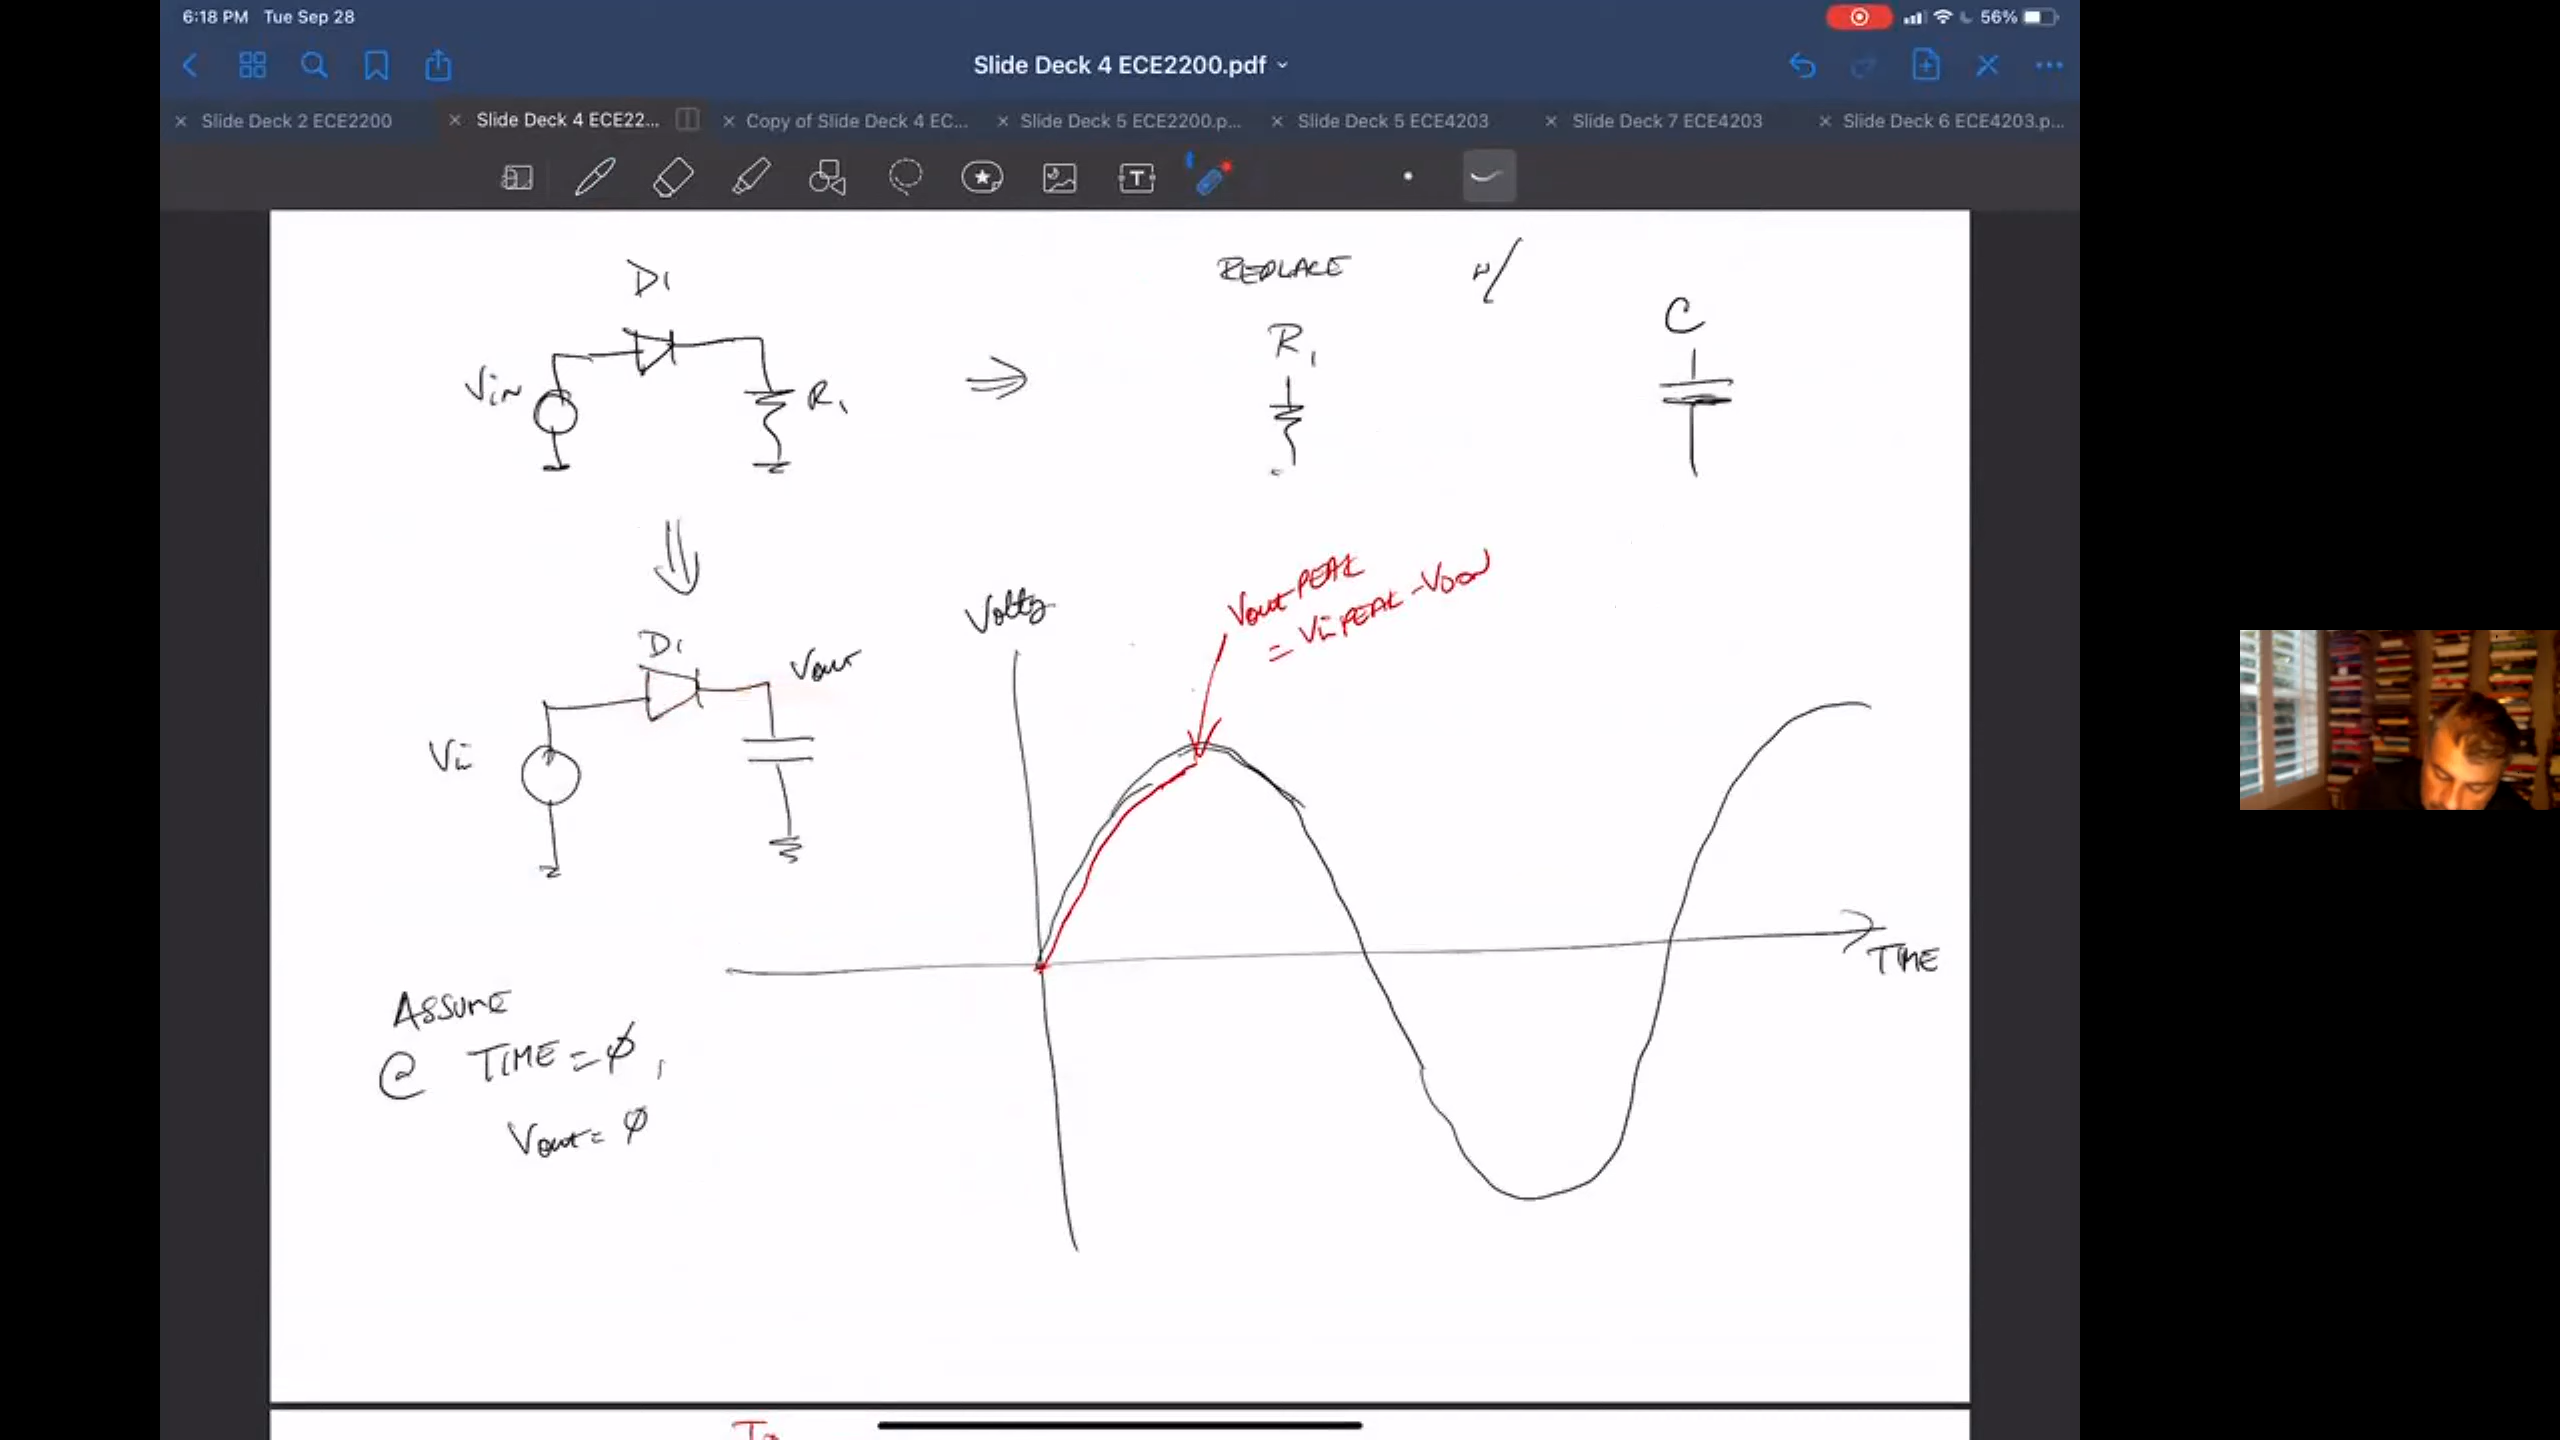 6:18 PM Tue Sep 28
56%
Slide Deck 4 ECE2200.pdf
Slide Deck 2 ECE2200
Slide Deck 4 ECE22...
Copy of Slide Deck 4 EC...
Slide Deck 5 ECE2200.p...
Slide Deck 5 ECE4203
Slide Deck 7 ECE4203
Slide Deck 6 ECE4203.p...
D1
REPLACE W/
Vin
R1
R1
C
Voltg
Vout-PEAK
= Vin PEAK - VDON
D1
Vout
Vin
TIME
ASSUME
@ TIME = Ø,
Vout = Ø